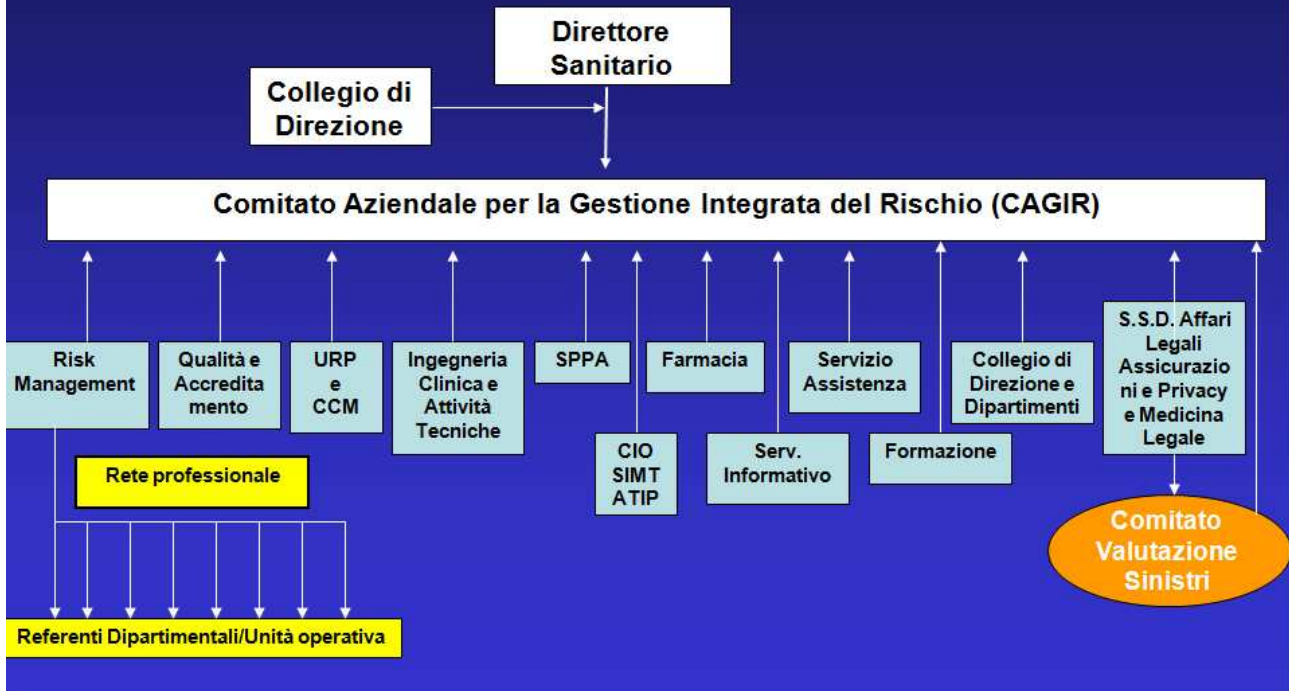 Direttore
Sanitario
Collegio di
Direzione
Comitato Aziendale per la Gestione Integrata del Rischio (CAGIR)
Risk
Management
Qualità e
Accredita
mento
URP
e
CCM
Ingegneria
Clinica e
Attività
Tecniche
SPPA
CIO
SIMT
ATIP
Farmacia
Serv.
Informativo
Servizio
Assistenza
Formazione
Collegio di
Direzione e
Dipartimenti
S.S.D. Affari
Legali
Assicurazio
ni e Privacy
e Medicina
Legale
Rete professionale
Comitato
Valutazione
Sinistri
Referenti Dipartimentali/Unità operativa